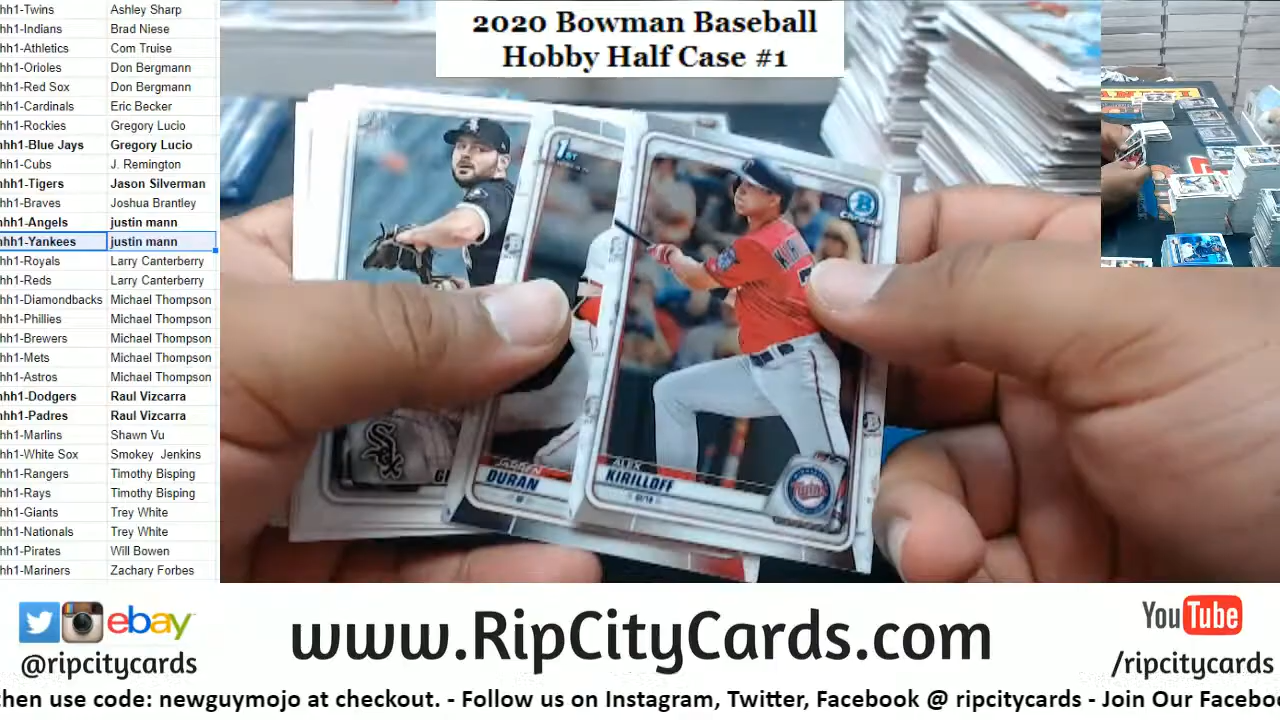 hh1-Twins Ashley Sharp
hh1-Indians Brad Niese
hh1-Athletics Com Truise
hh1-Orioles Don Bergmann
hh1-Red Sox Don Bergmann
hh1-Cardinals Eric Becker
hh1-Rockies Gregory Lucio
hh1-Blue Jays Gregory Lucio
hh1-Cubs J. Remington
hh1-Tigers Jason Silverman
hh1-Braves Joshua Brantley
hh1-Angels justin mann
hh1-Yankees justin mann
hh1-Royals Larry Canterberry
hh1-Reds Larry Canterberry
hh1-Diamondbacks Michael Thompson
hh1-Phillies Michael Thompson
hh1-Brewers Michael Thompson
hh1-Mets Michael Thompson
hh1-Astros Michael Thompson
hh1-Dodgers Raul Vizcarra
hh1-Padres Raul Vizcarra
hh1-Marlins Shawn Vu
hh1-White Sox Smokey Jenkins
hh1-Rangers Timothy Bisping
hh1-Rays Timothy Bisping
hh1-Giants Trey White
hh1-Nationals Trey White
hh1-Pirates Will Bowen
hh1-Mariners Zachary Forbes
2020 Bowman Baseball
Hobby Half Case #1
1ST
B
SOX
GI
JARREN
DURAN
ALEX
KIRILLOFF
Twins
ebay
@ripcitycards
www.RipCityCards.com
YouTube
/ripcitycards
then use code: newguymojo at checkout. - Follow us on Instagram, Twitter, Facebook @ ripcitycards - Join Our Facebo